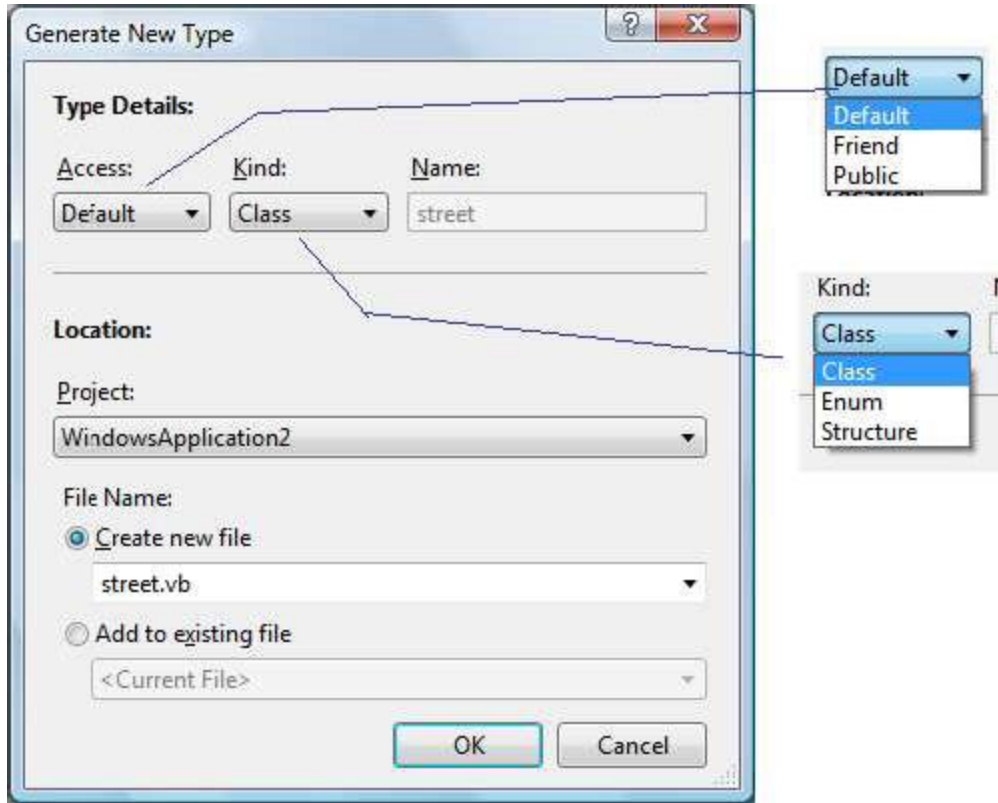 Generate New Type
Type Details:
Access: Kind: Name:
Default Class street
Location:
Project:
WindowsApplication2
File Name:
Create new file
street.vb
Add to existing file
<Current File>
OK Cancel
Default
Default
Friend
Public
Kind:
Class
Class
Enum
Structure